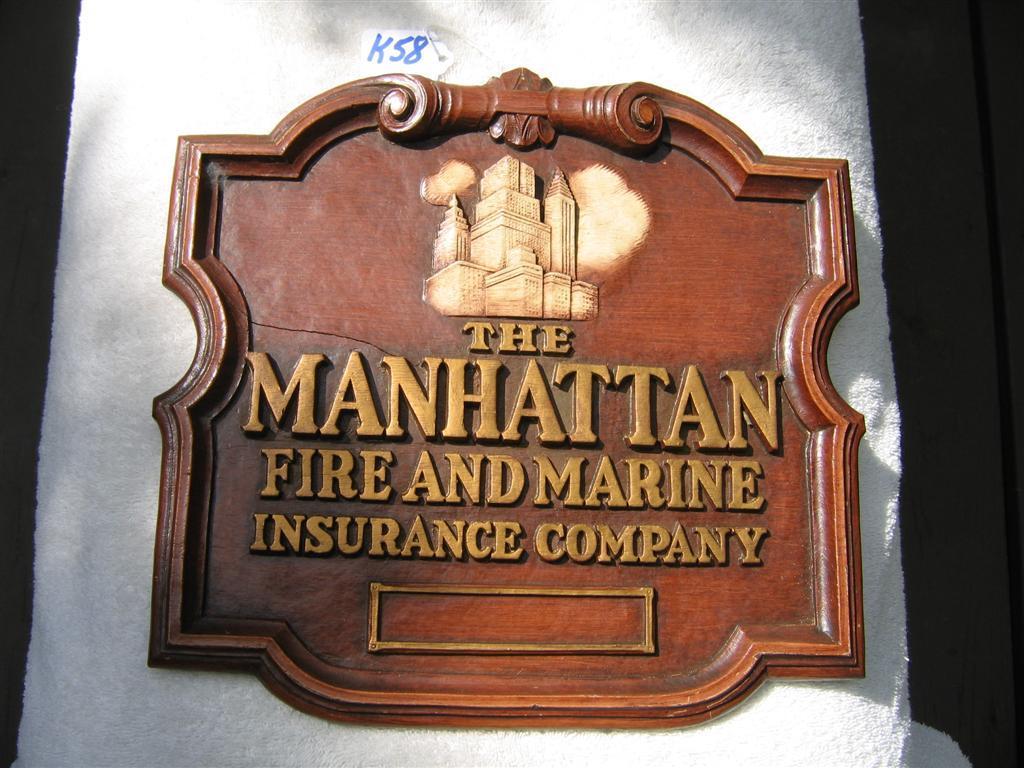 K58
THE
MANHATTAN
FIRE AND MARINE
INSURANCE COMPANY